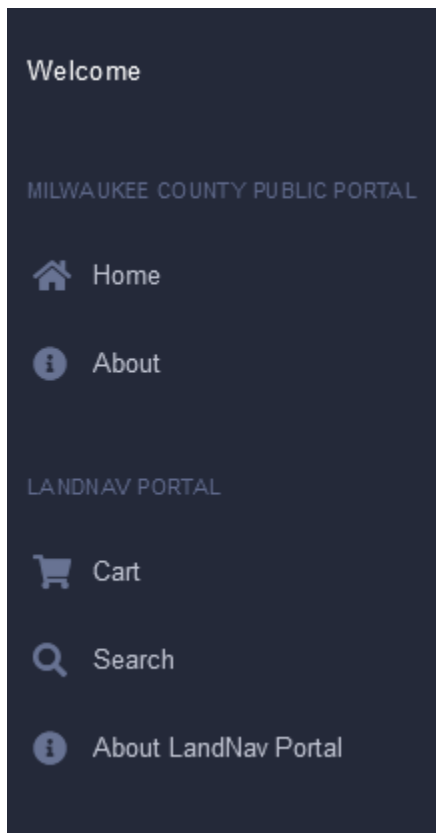 Welcome
MILWAUKEE COUNTY PUBLIC PORTAL
Home
About
LANDNAV PORTAL
Cart
Search
About LandNav Portal